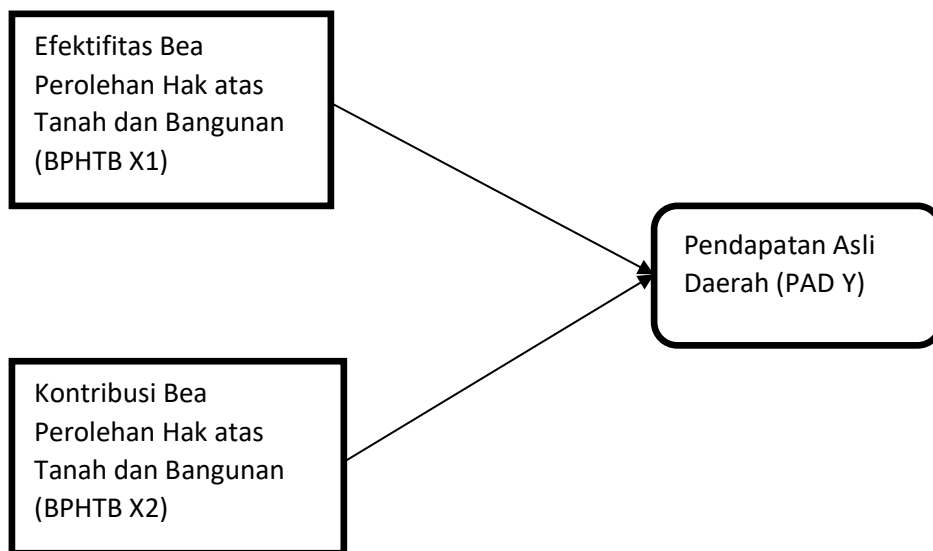 Efektifitas Bea
Perolehan Hak atas
Tanah dan Bangunan
(BPHTB X1)
Pendapatan Asli
Daerah (PAD Y)
Kontribusi Bea
Perolehan Hak atas
Tanah dan Bangunan
(BPHTB X2)